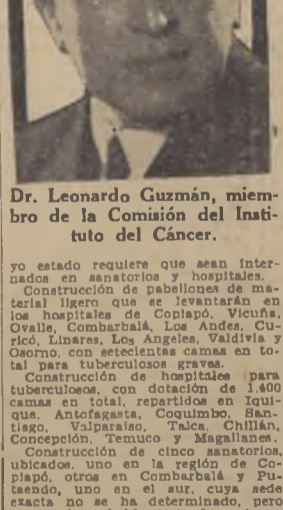 Dr. Leonardo Guzmán, miem-
bro de la Comisión del Insti-
tuto del Cáncer.
yo estado requiere que sean inter-
nados en sanatorios y hospitales.
Construcción de pabellones de ma-
terial ligero que se levantarán en
los hospitales de Copiapó, Vicuña,
Ovalle, Combarbalá, Los Andes, Cu-
ricó, Linares, Los Angeles, Valdivia y
Osorno, con setecientas camas en to-
tal para tuberculosos graves.
Construcción de hospitales para
tuberculosos, con dotación de 1.400
camas en total, repartidos en Iqui-
que, Antofagasta, Coquimbo, San-
tiago, Valparaíso, Talca, Chillán,
Concepción, Temuco y Magallanes.
Construcción de cinco sanatorios,
ubicados, uno en la región de Co-
piapó, otros en Combarbalá y Pu-
taendo, uno en el sur, cuya sede
exacta no se ha determinado, pero